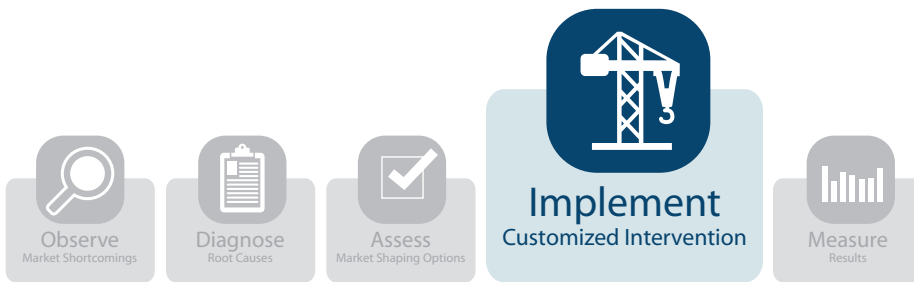 Observe
Market Shortcomings
Diagnose
Root Causes
Assess
Market Shaping Options
Implement
Customized Intervention
Measure
Results